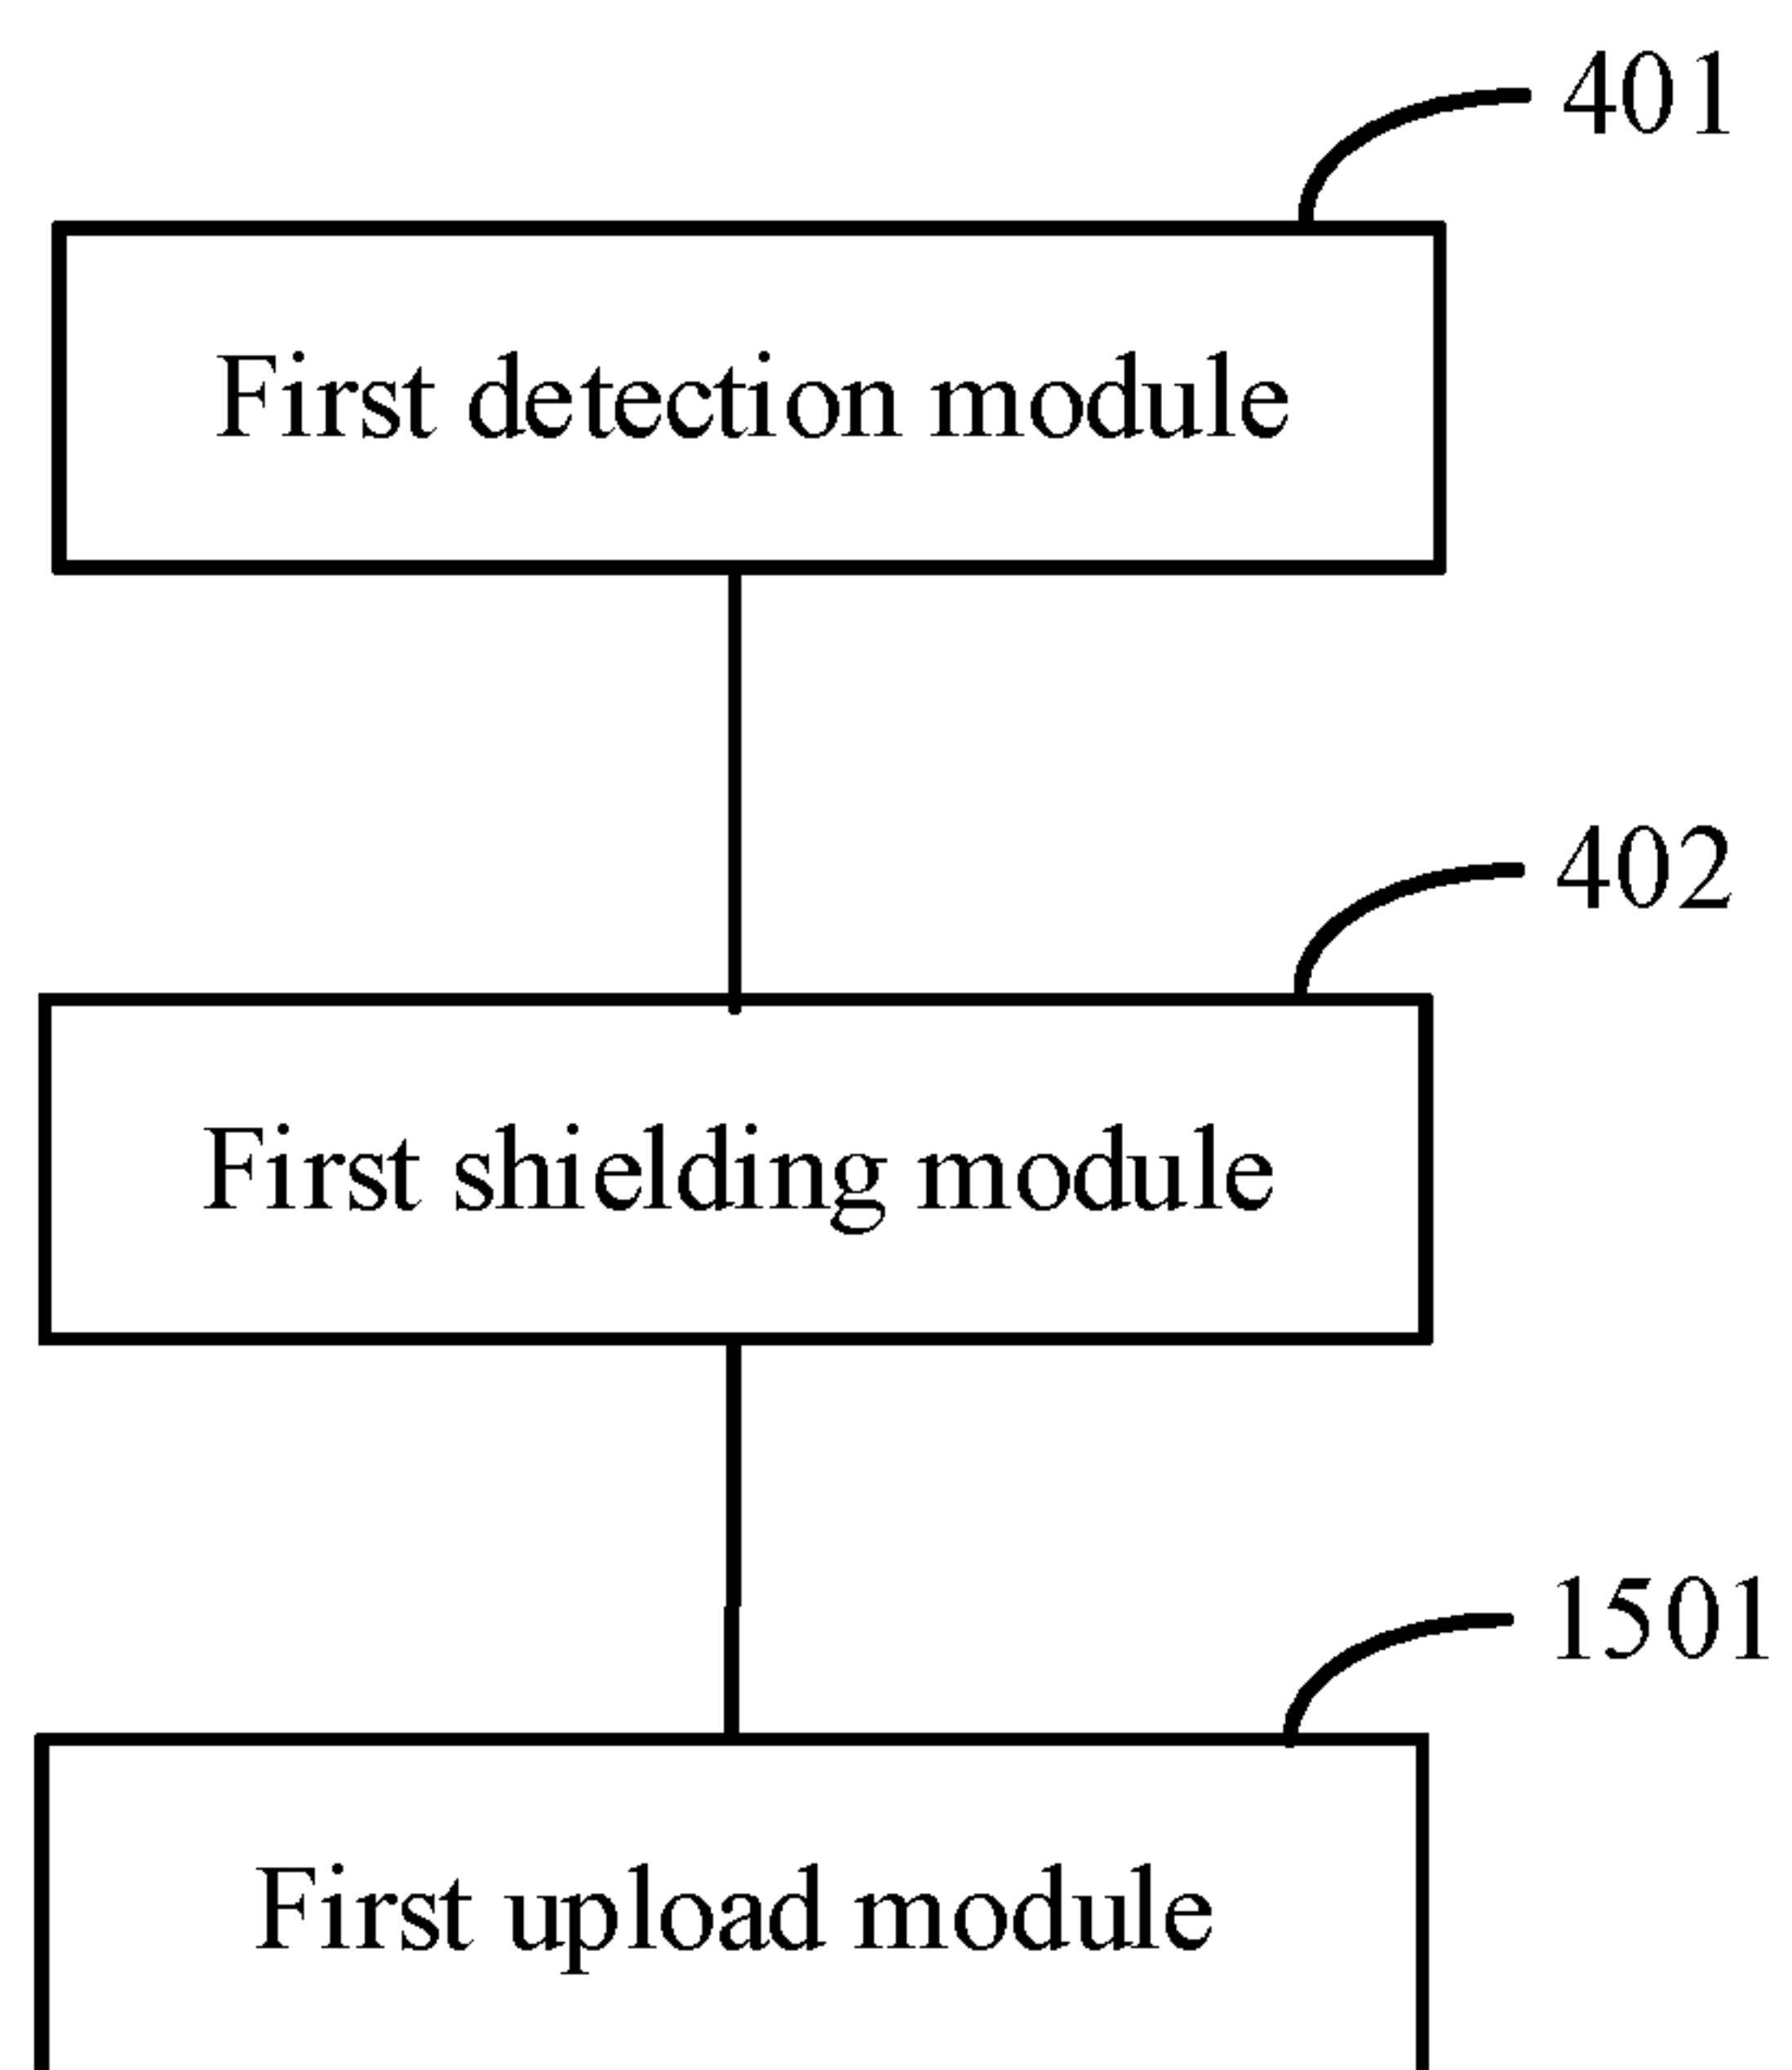 401
First detection module
402
First shielding module
1501
First upload module